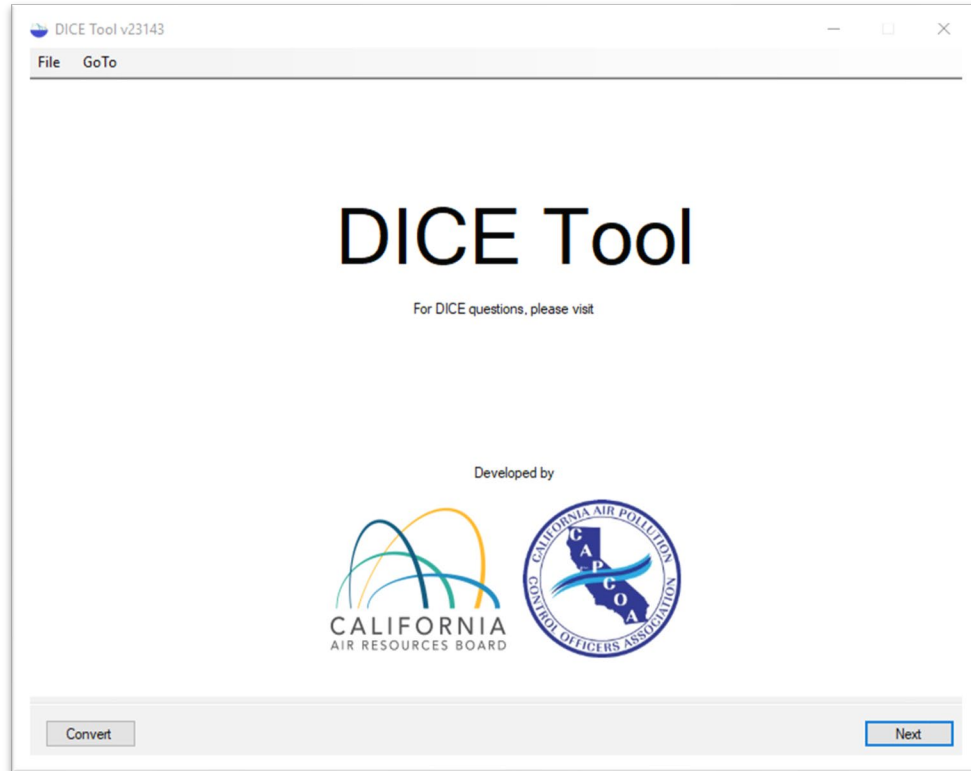 DICE Tool v23143
File GoTo
DICE Tool
For DICE questions, please visit
Developed by
CALIFORNIA
AIR RESOURCES BOARD
CALIFORNIA AIR POLLUTION
CAPCOA
CONTROL OFFICERS ASSOCIATION
Convert Next